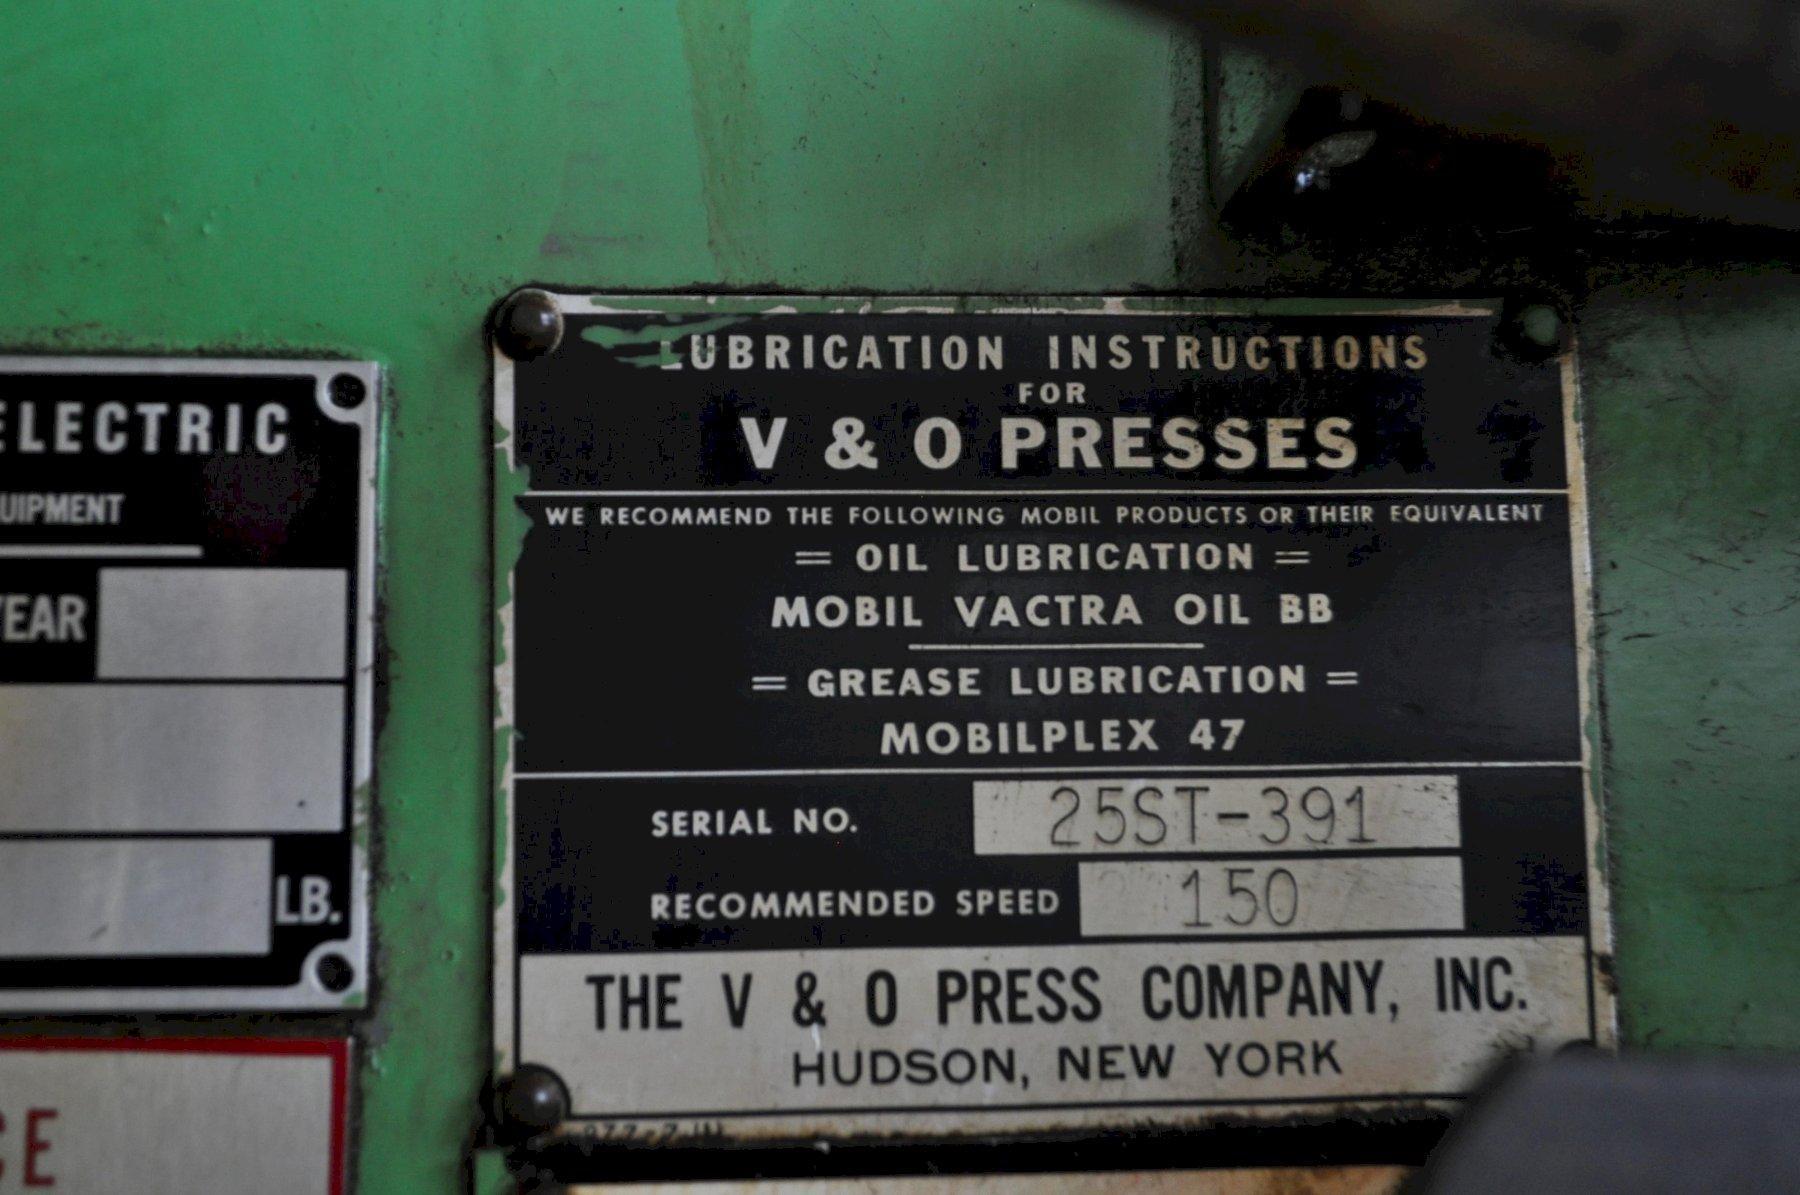 ELECTRIC
UIPMENT
YEAR
LB.
CE
LUBRICATION INSTRUCTIONS
FOR
V & O PRESSES
WE RECOMMEND THE FOLLOWING MOBIL PRODUCTS OR THEIR EQUIVALENT
= OIL LUBRICATION =
MOBIL VACTRA OIL BB
= GREASE LUBRICATION =
MOBILPLEX 47
SERIAL NO. 25ST-391
RECOMMENDED SPEED 150
THE V & O PRESS COMPANY, INC.
HUDSON, NEW YORK